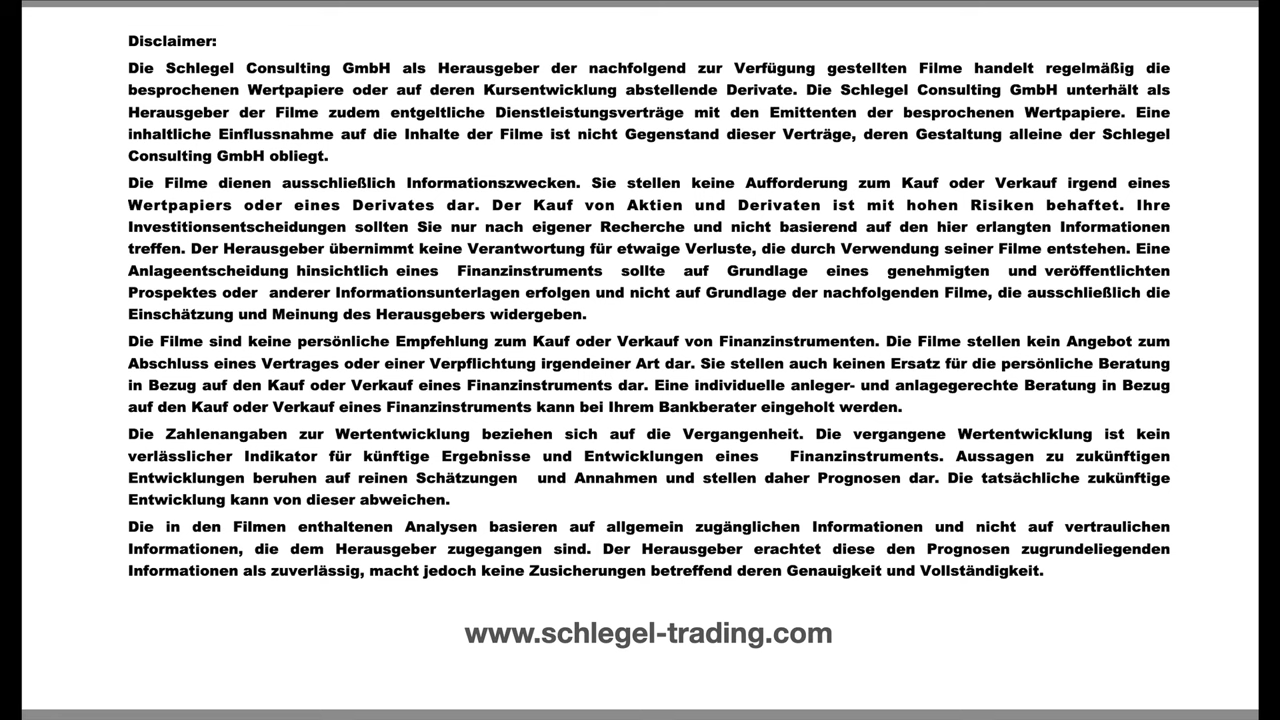 Disclaimer:
Die Schlegel Consulting GmbH als Herausgeber der nachfolgend zur Verfügung gestellten Filme handelt regelmäßig die
besprochenen Wertpapiere oder auf deren Kursentwicklung abstellende Derivate. Die Schlegel Consulting GmbH unterhält als
Herausgeber der Filme zudem entgeltliche Dienstleistungsverträge mit den Emittenten der besprochenen Wertpapiere. Eine
inhaltliche Einflussnahme auf die Inhalte der Filme ist nicht Gegenstand dieser Verträge, deren Gestaltung alleine der Schlegel
Consulting GmbH obliegt.
Die Filme dienen ausschließlich Informationszwecken. Sie stellen keine Aufforderung zum Kauf oder Verkauf irgend eines
Wertpapiers oder eines Derivates dar. Der Kauf von Aktien und Derivaten ist mit hohen Risiken behaftet. Ihre
Investitionsentscheidungen sollten Sie nur nach eigener Recherche und nicht basierend auf den hier erlangten Informationen
treffen. Der Herausgeber übernimmt keine Verantwortung für etwaige Verluste, die durch Verwendung seiner Filme entstehen. Eine
Anlageentscheidung hinsichtlich eines Finanzinstruments sollte auf Grundlage eines genehmigten und veröffentlichten
Prospektes oder anderer Informationsunterlagen erfolgen und nicht auf Grundlage der nachfolgenden Filme, die ausschließlich die
Einschätzung und Meinung des Herausgebers widergeben.
Die Filme sind keine persönliche Empfehlung zum Kauf oder Verkauf von Finanzinstrumenten. Die Filme stellen kein Angebot zum
Abschluss eines Vertrages oder einer Verpflichtung irgendeiner Art dar. Sie stellen auch keinen Ersatz für die persönliche Beratung
in Bezug auf den Kauf oder Verkauf eines Finanzinstruments dar. Eine individuelle anleger- und anlagegerechte Beratung in Bezug
auf den Kauf oder Verkauf eines Finanzinstruments kann bei Ihrem Bankberater eingeholt werden.
Die Zahlenangaben zur Wertentwicklung beziehen sich auf die Vergangenheit. Die vergangene Wertentwicklung ist kein
verlässlicher Indikator für künftige Ergebnisse und Entwicklungen eines Finanzinstruments. Aussagen zu zukünftigen
Entwicklungen beruhen auf reinen Schätzungen und Annahmen und stellen daher Prognosen dar. Die tatsächliche zukünftige
Entwicklung kann von dieser abweichen.
Die in den Filmen enthaltenen Analysen basieren auf allgemein zugänglichen Informationen und nicht auf vertraulichen
Informationen, die dem Herausgeber zugegangen sind. Der Herausgeber erachtet diese den Prognosen zugrundeliegenden
Informationen als zuverlässig, macht jedoch keine Zusicherungen betreffend deren Genauigkeit und Vollständigkeit.
www.schlegel-trading.com